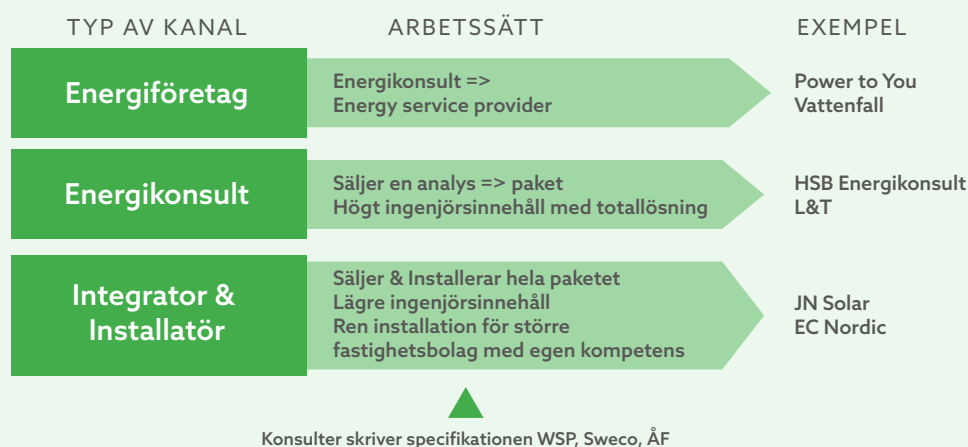 TYP AV KANAL
ARBETSSÄTT
EXEMPEL
Energiföretag
Energikonsult =>
Energy service provider
Power to You
Vattenfall
Energikonsult
Säljer en analys => paket
Högt ingenjörsinnehåll med totallösning
HSB Energikonsult
L&T
Integrator &
Installatör
Säljer & Installerar hela paketet
Lägre ingenjörsinnehåll
Ren installation för större
fastighetsbolag med egen kompetens
JN Solar
EC Nordic
Konsulter skriver specifikationen WSP, Sweco, ÅF